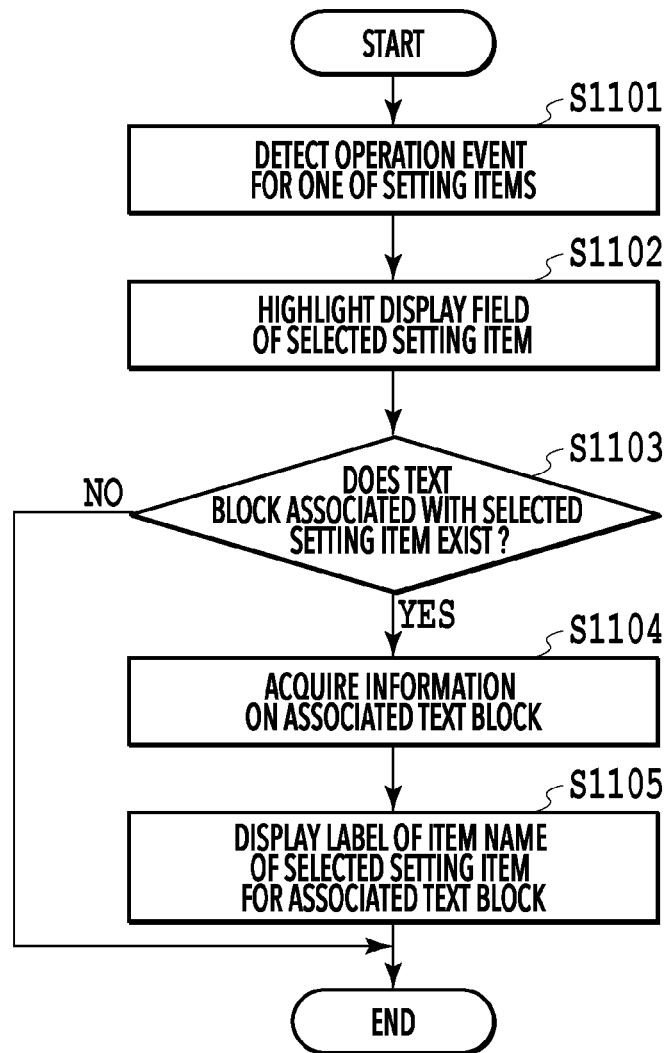 START
S1101
DETECT OPERATION EVENT
FOR ONE OF SETTING ITEMS
S1102
HIGHLIGHT DISPLAY FIELD
OF SELECTED SETTING ITEM
S1103
DOES TEXT
BLOCK ASSOCIATED WITH SELECTED
SETTING ITEM EXIST ?
NO
YES
S1104
ACQUIRE INFORMATION
ON ASSOCIATED TEXT BLOCK
S1105
DISPLAY LABEL OF ITEM NAME
OF SELECTED SETTING ITEM
FOR ASSOCIATED TEXT BLOCK
END